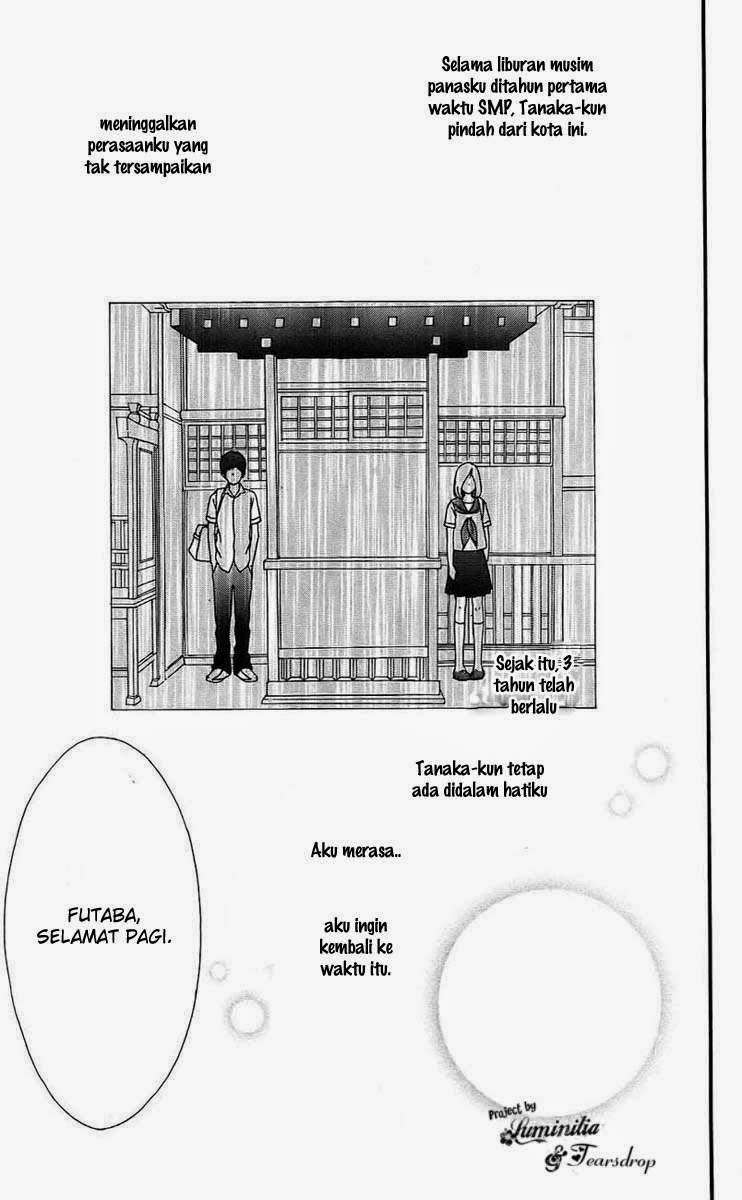 Selama liburan musim
panasku ditahun pertama
waktu SMP, Tanaka-kun
pindah dari kota ini.
meninggalkan
perasaanku yang
tak tersampaikan
Sejak itu, 3
tahun telah
berlalu
Tanaka-kun tetap
ada didalam hatiku
Aku merasa..
aku ingin
kembali ke
waktu itu.
FUTABA,
SELAMAT PAGI.
Project by
Luminilia
& Tearsdrop